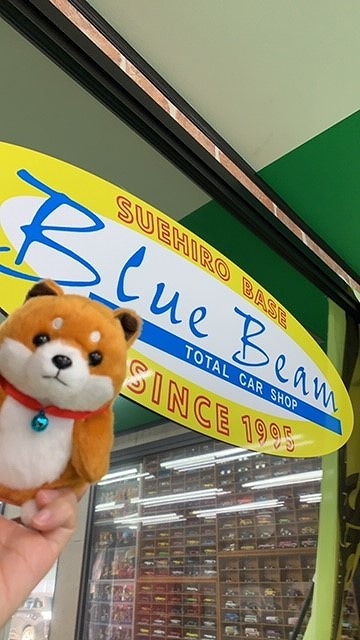 SUEHIRO BASE
Blue Beam
TOTAL CAR SHOP
SINCE 1995